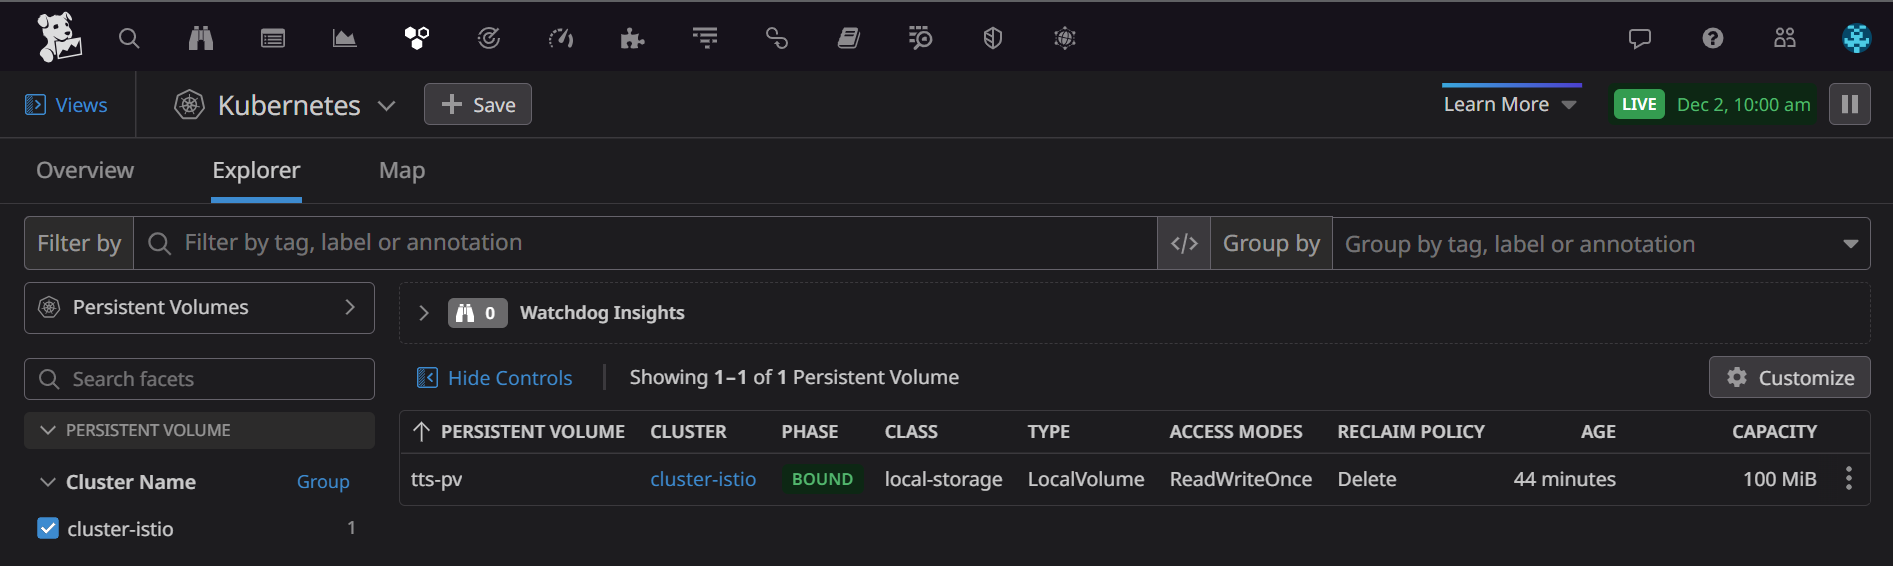 Views
Kubernetes
Save
Learn More
LIVE Dec 2, 10:00 am
Overview Explorer Map
Filter by Filter by tag, label or annotation </> Group by Group by tag, label or annotation
Persistent Volumes
0 Watchdog Insights
Search facets
Hide Controls Showing 1–1 of 1 Persistent Volume Customize
PERSISTENT VOLUME
Cluster Name Group
cluster-istio 1
PERSISTENT VOLUME CLUSTER PHASE CLASS TYPE ACCESS MODES RECLAIM POLICY AGE CAPACITY
tts-pv cluster-istio BOUND local-storage LocalVolume ReadWriteOnce Delete 44 minutes 100 MiB